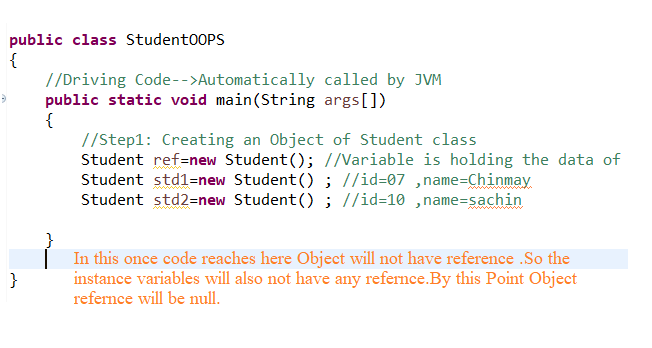 public class StudentOOPS
{
//Driving Code-->Automatically called by JVM
public static void main(String args[])
{
//Step1: Creating an Object of Student class
Student ref=new Student(); //Variable is holding the data of
Student std1=new Student() ; //id=07 ,name=Chinmay
Student std2=new Student() ; //id=10 ,name=sachin
}
In this once code reaches here Object will not have reference .So the
instance variables will also not have any refernce.By this Point Object
} refernce will be null.